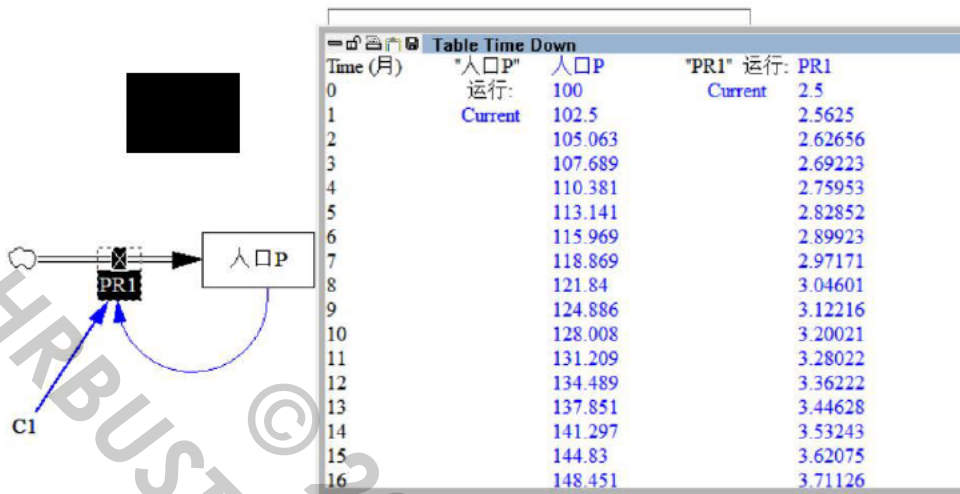 Table Time Down
Time (月) "人口P" 人口P "PR1" 运行: PR1
0 运行: 100 Current 2.5
1 Current 102.5 2.5625
2 105.063 2.62656
3 107.689 2.69223
4 110.381 2.75953
5 113.141 2.82852
6 115.969 2.89923
7 118.869 2.97171
8 121.84 3.04601
9 124.886 3.12216
10 128.008 3.20021
11 131.209 3.28022
12 134.489 3.36222
13 137.851 3.44628
14 141.297 3.53243
15 144.83 3.62075
16 148.451 3.71126
人口P
PR1
C1
HRBUST
©